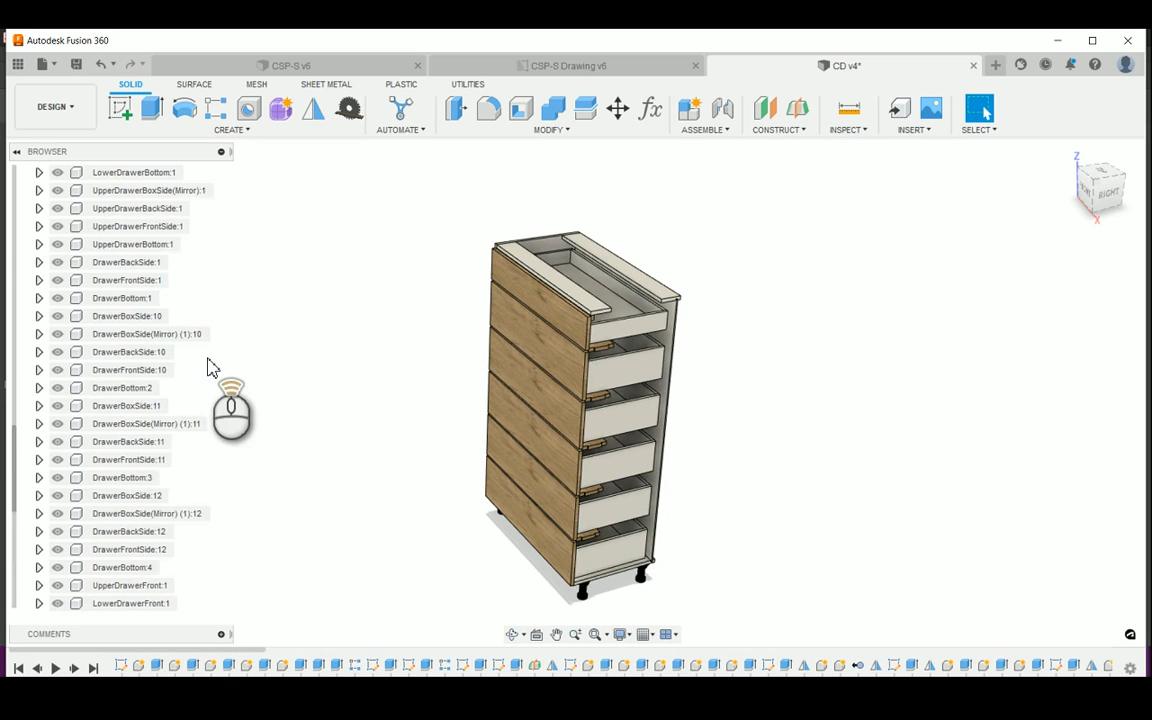 Autodesk Fusion 360
CSP-S v6
CSP-S Drawing v6
CD v4*
SOLID SURFACE MESH SHEET METAL PLASTIC UTILITIES
DESIGN
CREATE AUTOMATE MODIFY ASSEMBLE CONSTRUCT INSPECT INSERT SELECT
BROWSER
LowerDrawerBottom:1
UpperDrawerBoxSide(Mirror):1
UpperDrawerBackSide:1
UpperDrawerFrontSide:1
UpperDrawerBottom:1
DrawerBackSide:1
DrawerFrontSide:1
DrawerBottom:1
DrawerBoxSide:10
DrawerBoxSide(Mirror) (1):10
DrawerBackSide:10
DrawerFrontSide:10
DrawerBottom:2
DrawerBoxSide:11
DrawerBoxSide(Mirror) (1):11
DrawerBackSide:11
DrawerFrontSide:11
DrawerBottom:3
DrawerBoxSide:12
DrawerBoxSide(Mirror) (1):12
DrawerBackSide:12
DrawerFrontSide:12
DrawerBottom:4
UpperDrawerFront:1
LowerDrawerFront:1
COMMENTS
Z
RIGHT
X